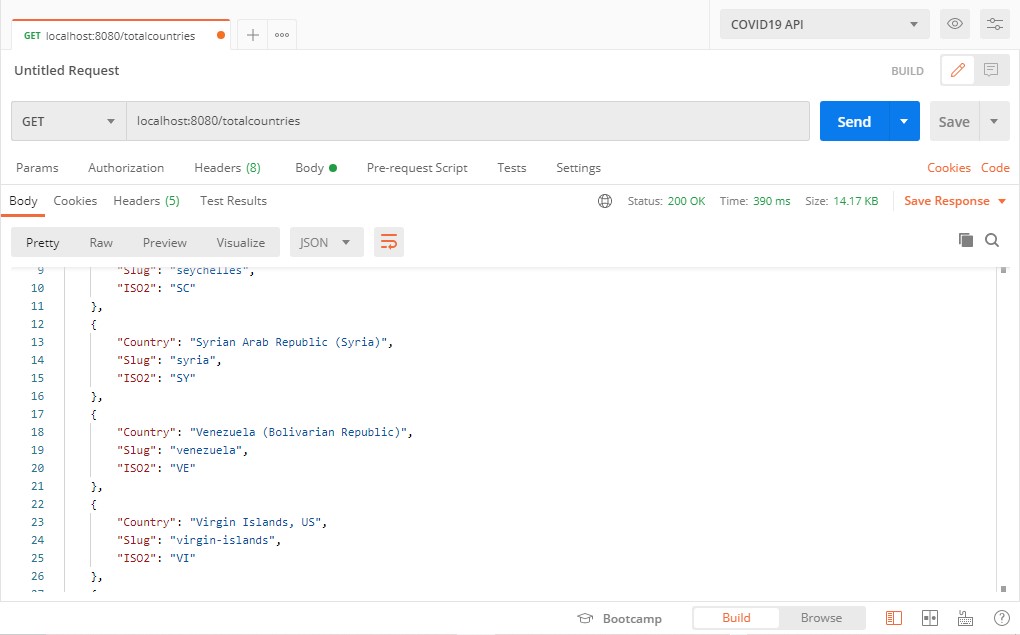 GET localhost:8080/totalcountries
COVID19 API
Untitled Request
BUILD
GET
localhost:8080/totalcountries
Send
Save
Params Authorization Headers (8) Body Pre-request Script Tests Settings Cookies Code
Body Cookies Headers (5) Test Results Status: 200 OK Time: 390 ms Size: 14.17 KB Save Response
Pretty Raw Preview Visualize JSON
9 "Slug": "seychelles",
10 "ISO2": "SC"
11 },
12 {
13 "Country": "Syrian Arab Republic (Syria)",
14 "Slug": "syria",
15 "ISO2": "SY"
16 },
17 {
18 "Country": "Venezuela (Bolivarian Republic)",
19 "Slug": "venezuela",
20 "ISO2": "VE"
21 },
22 {
23 "Country": "Virgin Islands, US",
24 "Slug": "virgin-islands",
25 "ISO2": "VI"
26 },
27 {
Bootcamp Build Browse